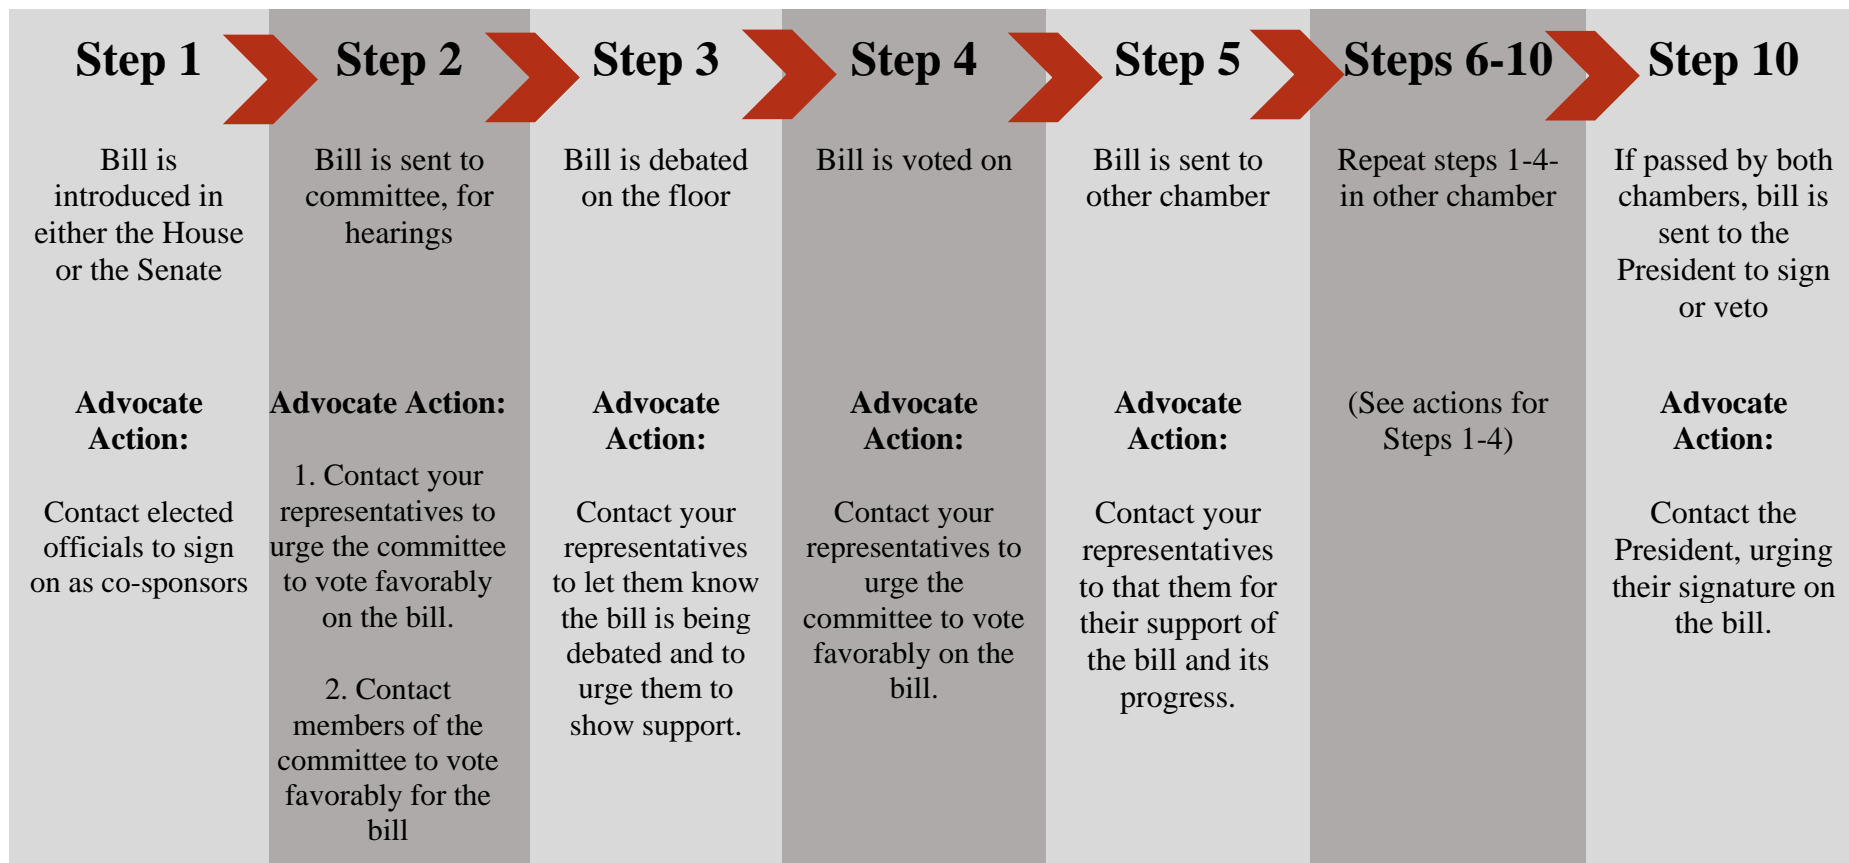 Step 1
Bill is
introduced in
either the House
or the Senate
Advocate
Action:
Contact elected
officials to sign
on as co-sponsors
Step 2
Bill is sent to
committee, for
hearings
Advocate Action:
1. Contact your
representatives to
urge the committee
to vote favorably
on the bill.
2. Contact
members of the
committee to vote
favorably for the
bill
Step 3
Bill is debated
on the floor
Advocate
Action:
Contact your
representatives
to let them know
the bill is being
debated and to
urge them to
show support.
Step 4
Bill is voted on
Advocate
Action:
Contact your
representatives to
urge the
committee to vote
favorably on the
bill.
Step 5
Bill is sent to
other chamber
Advocate
Action:
Contact your
representatives
to that them for
their support of
the bill and its
progress.
Steps 6-10
Repeat steps 1-4-
in other chamber
(See actions for
Steps 1-4)
Step 10
If passed by both
chambers, bill is
sent to the
President to sign
or veto
Advocate
Action:
Contact the
President, urging
their signature on
the bill.